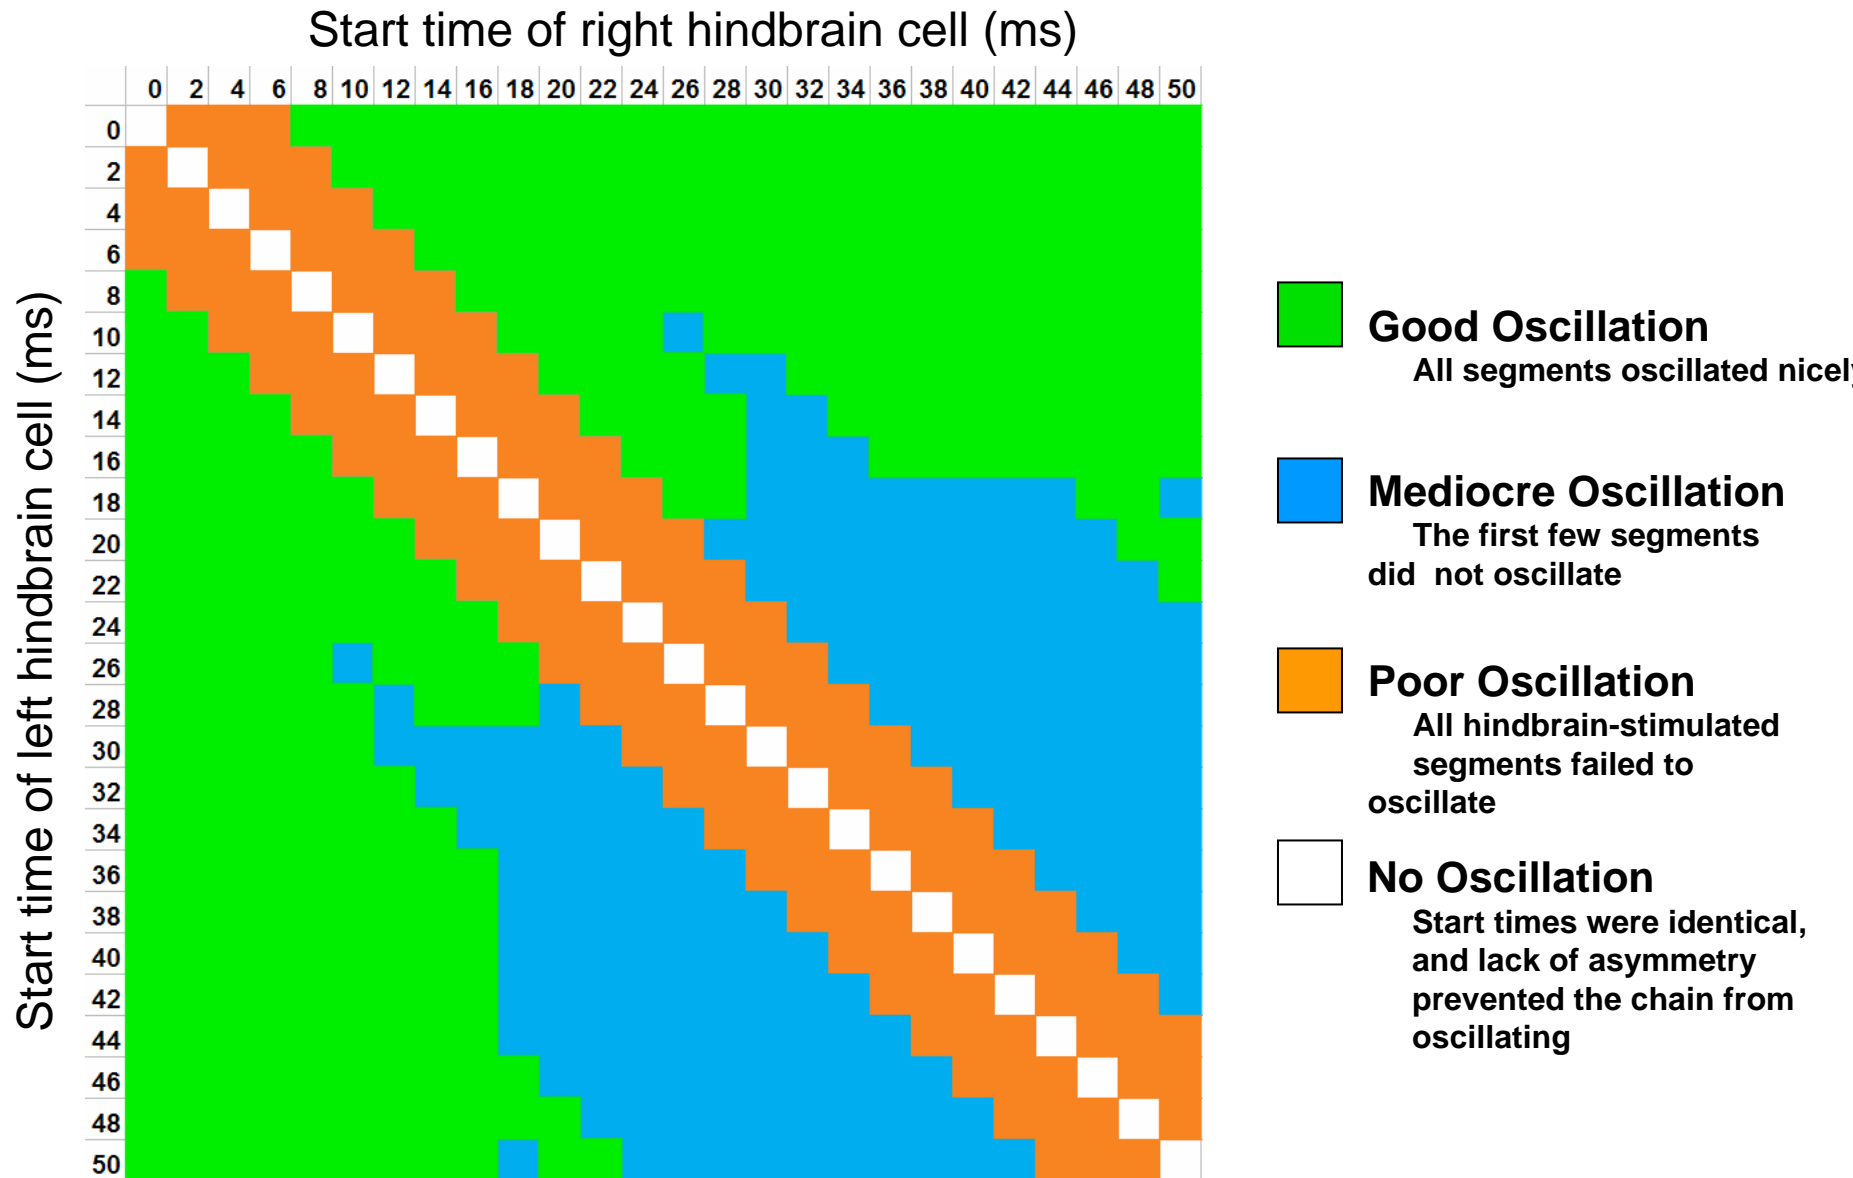 Start time of right hindbrain cell (ms)
0 2 4 6 8 10 12 14 16 18 20 22 24 26 28 30 32 34 36 38 40 42 44 46 48 50
Start time of left hindbrain cell (ms)
0
2
4
6
8
10
12
14
16
18
20
22
24
26
28
30
32
34
36
38
40
42
44
46
48
50
Good Oscillation
All segments oscillated nicely
Mediocre Oscillation
The first few segments
did not oscillate
Poor Oscillation
All hindbrain-stimulated
segments failed to
oscillate
No Oscillation
Start times were identical,
and lack of asymmetry
prevented the chain from
oscillating